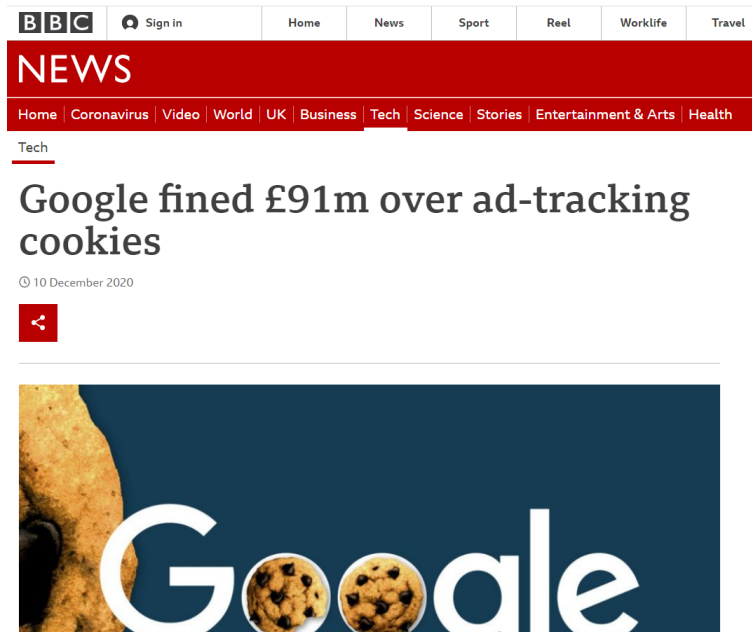 BBC Sign in Home News Sport Reel Worklife Travel
NEWS
Home Coronavirus Video World UK Business Tech Science Stories Entertainment & Arts Health
Tech
Google fined £91m over ad-tracking
cookies
10 December 2020
Google